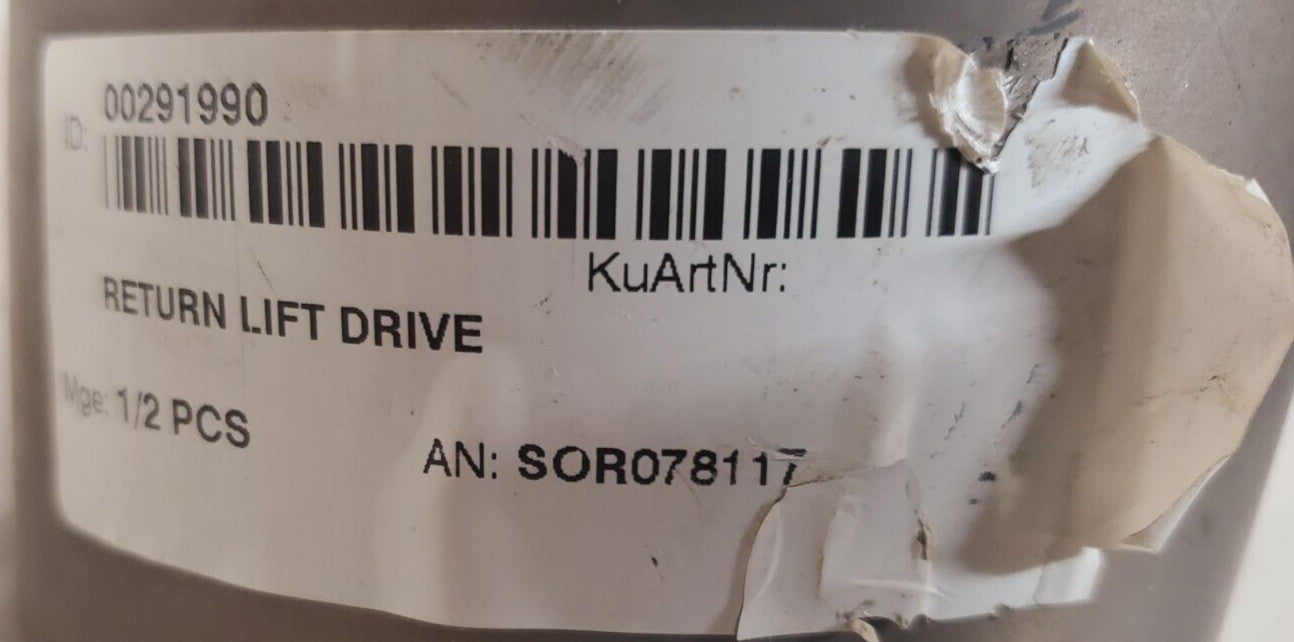 ID: 00291990
KuArtNr:
RETURN LIFT DRIVE
Mge: 1/2 PCS
AN: SOR078117